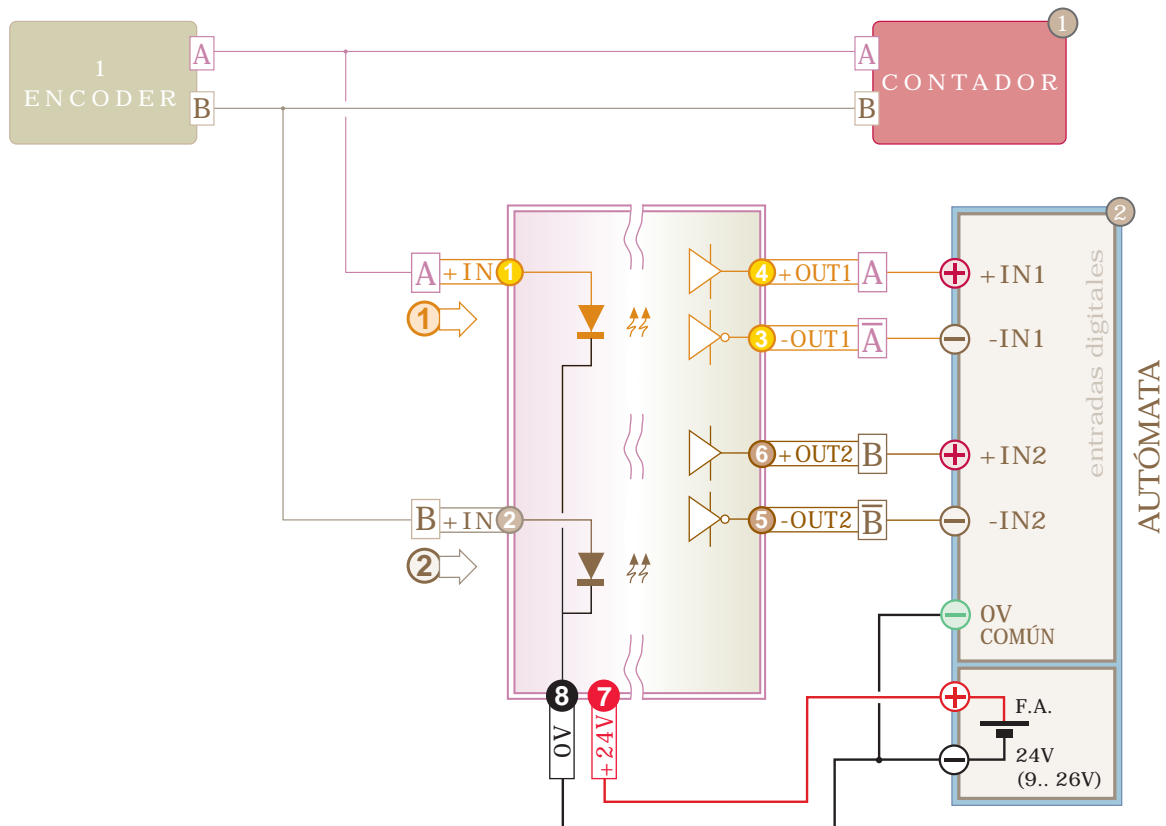 1
ENCODER
A
B
A
B
CONTADOR
1
2
A
+IN
1
1
4
+OUT1
A
+IN1
3
-OUT1
A̅
-IN1
entradas digitales
AUTÓMATA
6
+OUT2
B
+IN2
B
+IN
2
2
5
-OUT2
B̅
-IN2
0V
COMÚN
8
0V
7
+24V
F.A.
24V
(9.. 26V)